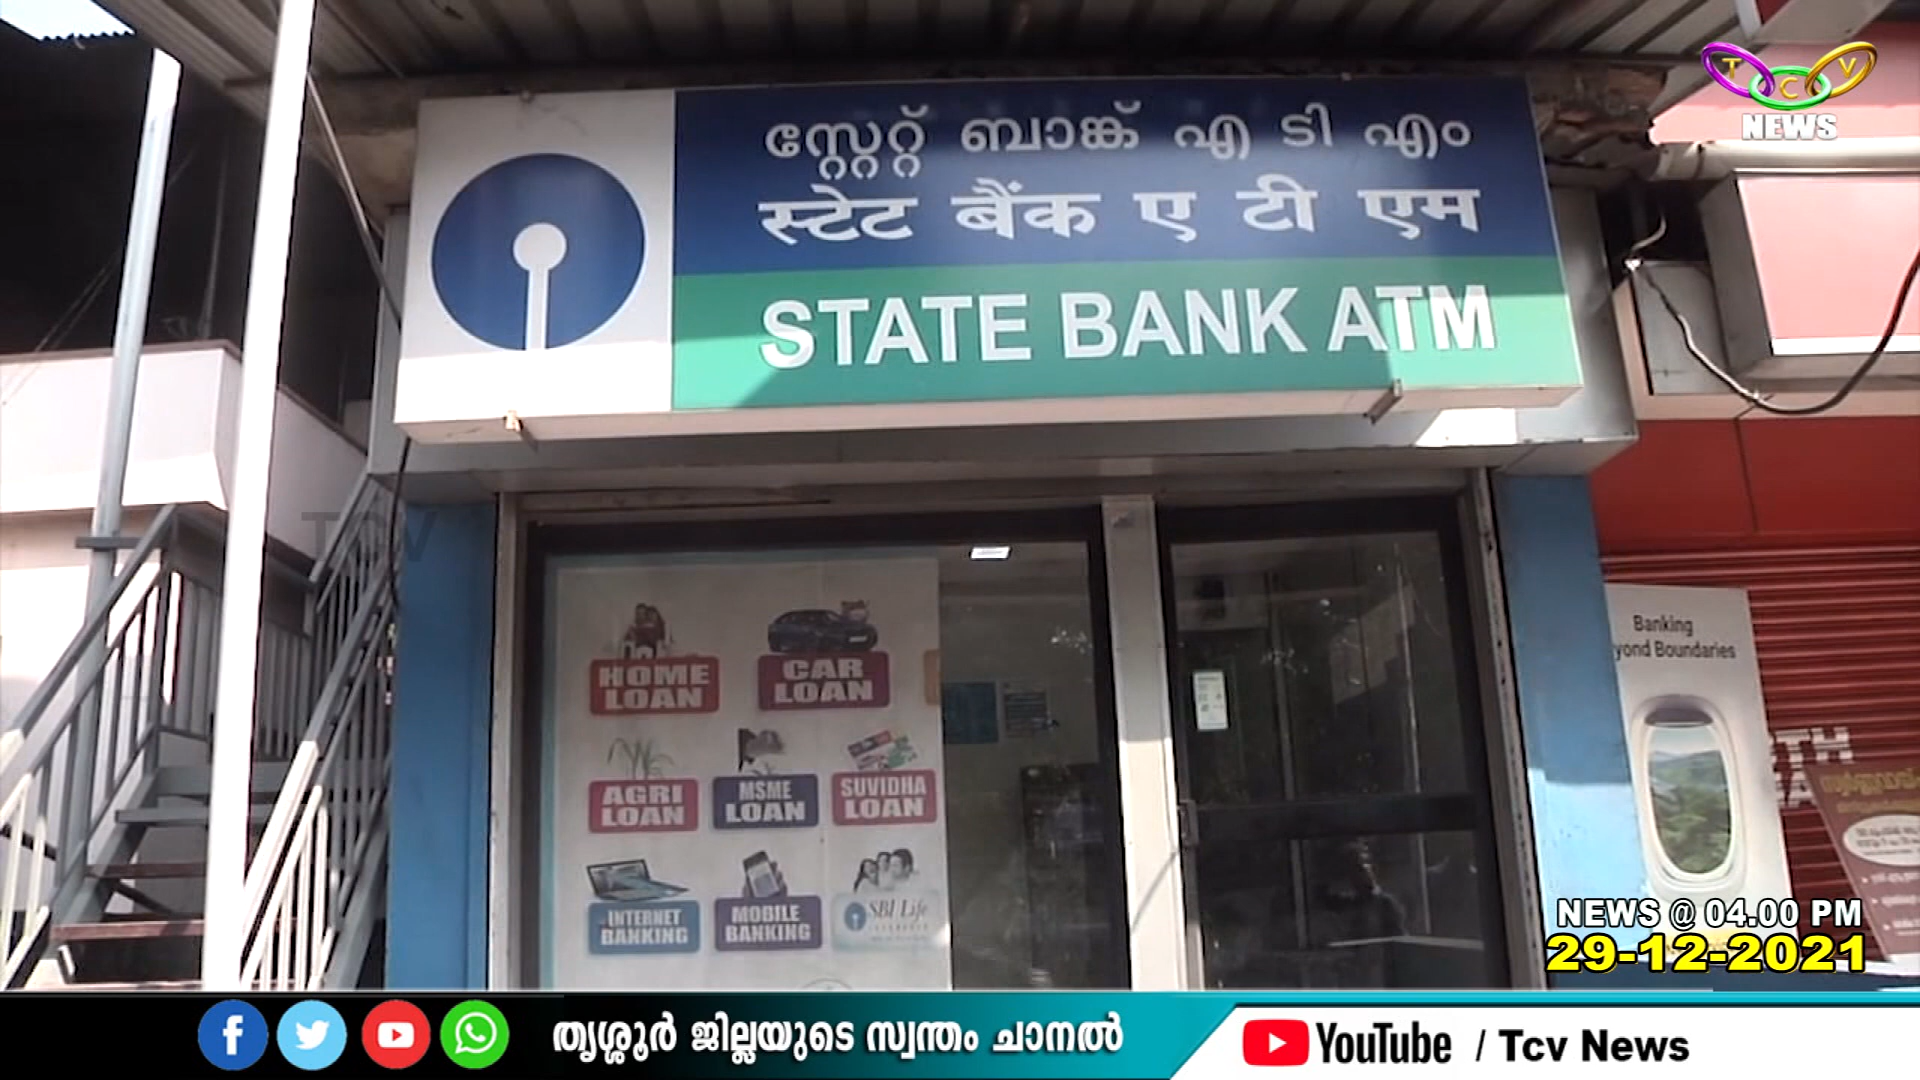 T C V
NEWS
സ്റ്റേറ്റ് ബാങ്ക് എ ടി എം
स्टेट बैंक ए टी एम
STATE BANK ATM
TCV
HOME LOAN
CAR LOAN
AGRI LOAN
MSME LOAN
SUVIDHA LOAN
INTERNET BANKING
MOBILE BANKING
SBI Life
Banking
yond Boundaries
NEWS @ 04.00 PM
29-12-2021
തൃശ്ശൂർ ജില്ലയുടെ സ്വന്തം ചാനൽ
YouTube / Tcv News